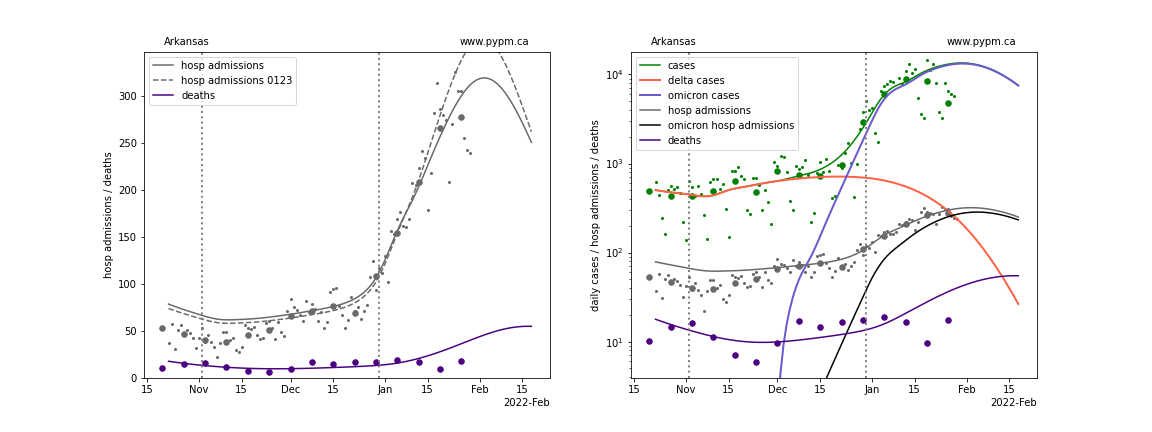 Arkansas www.pypm.ca
hosp admissions
hosp admissions 0123
deaths
hosp admissions / deaths
300
250
200
150
100
50
0
15 Nov 15 Dec 15 Jan 15 Feb 15
2022-Feb
Arkansas www.pypm.ca
cases
delta cases
omicron cases
hosp admissions
omicron hosp admissions
deaths
daily cases / hosp admissions / deaths
10⁴
10³
10²
10¹
15 Nov 15 Dec 15 Jan 15 Feb 15
2022-Feb